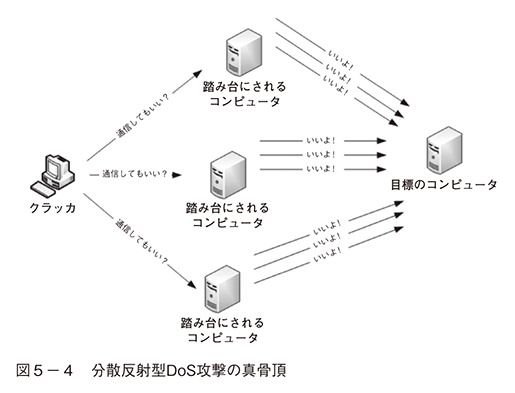 いいよ!
いいよ!
いいよ!
踏み台にされる
コンピュータ
通信してもいい?
いいよ!
いいよ!
いいよ!
通信してもいい?
クラッカ
踏み台にされる
コンピュータ
目標のコンピュータ
通信してもいい?
いいよ!
いいよ!
いいよ!
踏み台にされる
コンピュータ
図5-4 分散反射型DoS攻撃の真骨頂